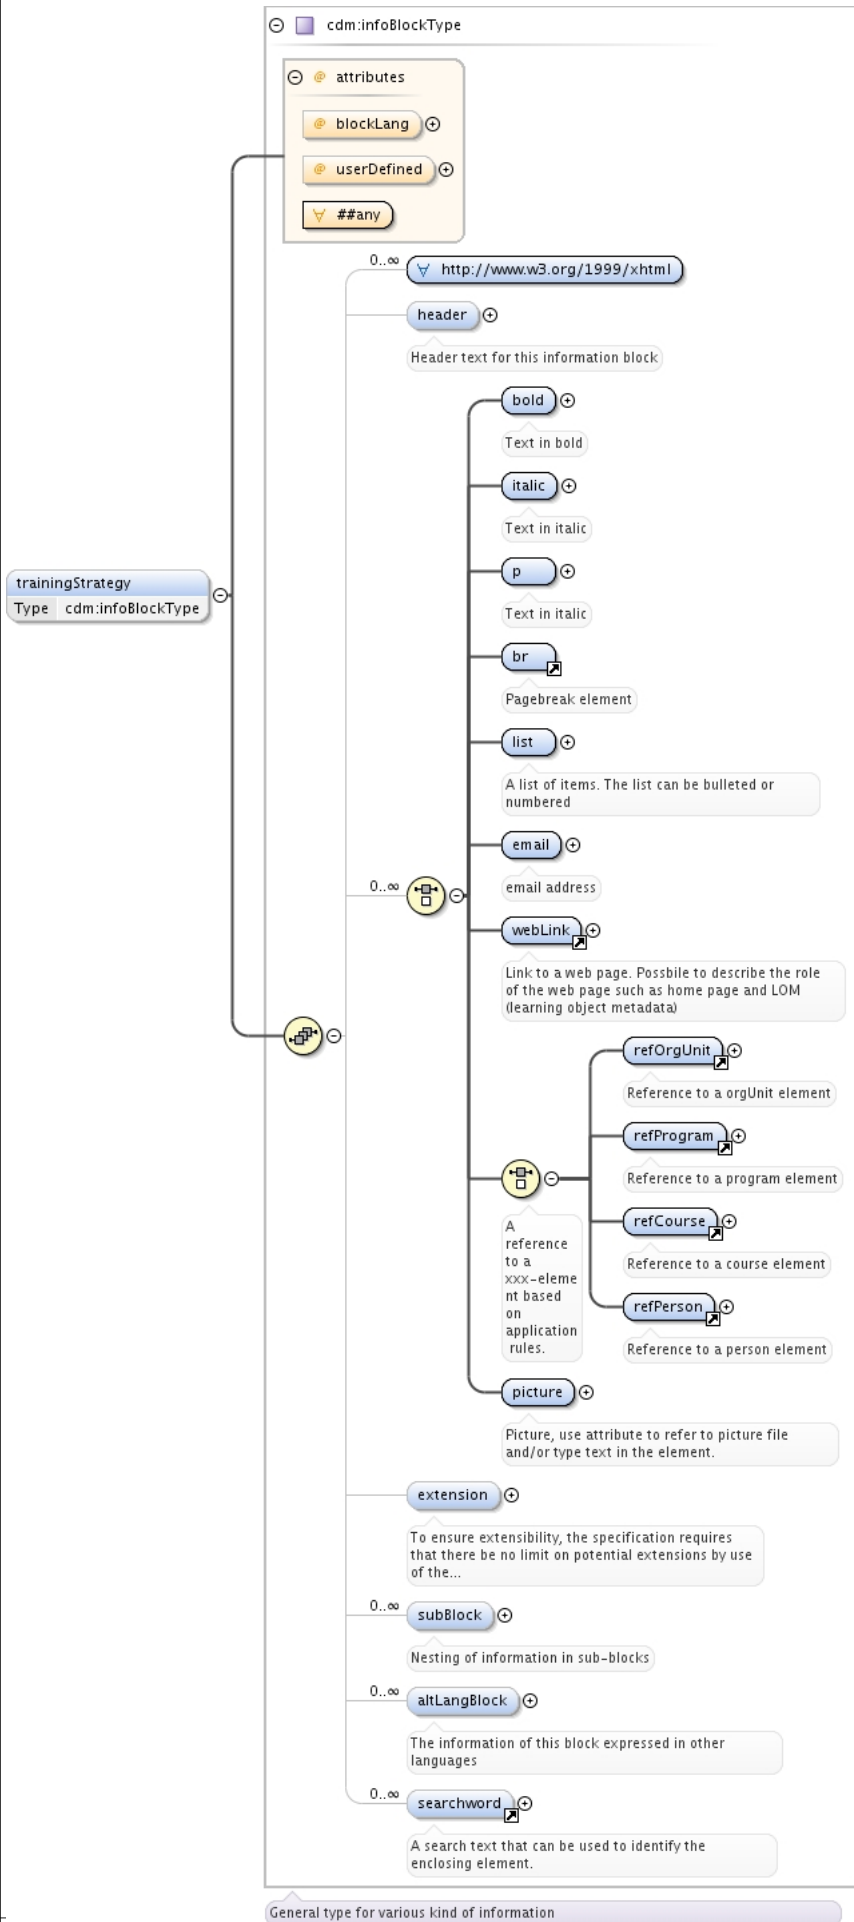 cdm:infoBlockType
@ attributes
@ blockLang
@ userDefined
∀ ##any
0..∞
∀ http://www.w3.org/1999/xhtml
header
Header text for this information block
bold
Text in bold
italic
Text in italic
trainingStrategy
Type cdm:infoBlockType
p
Text in italic
br
Pagebreak element
list
A list of items. The list can be bulleted or
numbered
email
0..∞
email address
webLink
Link to a web page. Possbile to describe the role
of the web page such as home page and LOM
(learning object metadata)
refOrgUnit
Reference to a orgUnit element
refProgram
Reference to a program element
A
reference
to a
xxx-eleme
nt based
on
application
rules.
refCourse
Reference to a course element
refPerson
Reference to a person element
picture
Picture, use attribute to refer to picture file
and/or type text in the element.
extension
To ensure extensibility, the specification requires
that there be no limit on potential extensions by use
of the...
0..∞
subBlock
Nesting of information in sub-blocks
0..∞
altLangBlock
The information of this block expressed in other
languages
0..∞
searchword
A search text that can be used to identify the
enclosing element.
General type for various kind of information